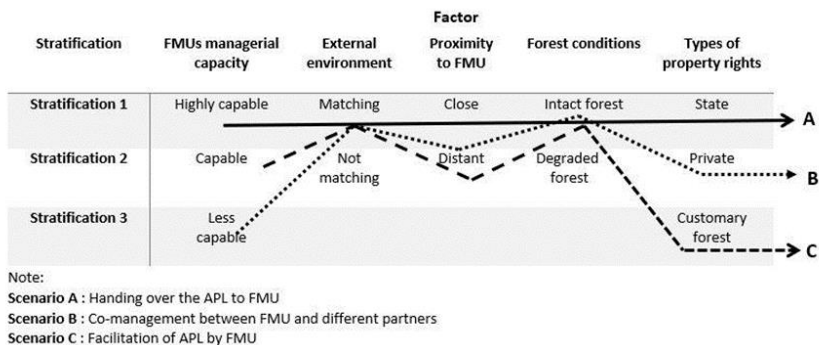 Factor
Stratification FMUs managerial capacity External environment Proximity to FMU Forest conditions Types of property rights
Stratification 1 Highly capable Matching Close Intact forest State
A
Stratification 2 Capable Not matching Distant Degraded forest Private
B
Stratification 3 Less capable Customary forest
C
Note:
Scenario A : Handing over the APL to FMU
Scenario B : Co-management between FMU and different partners
Scenario C : Facilitation of APL by FMU